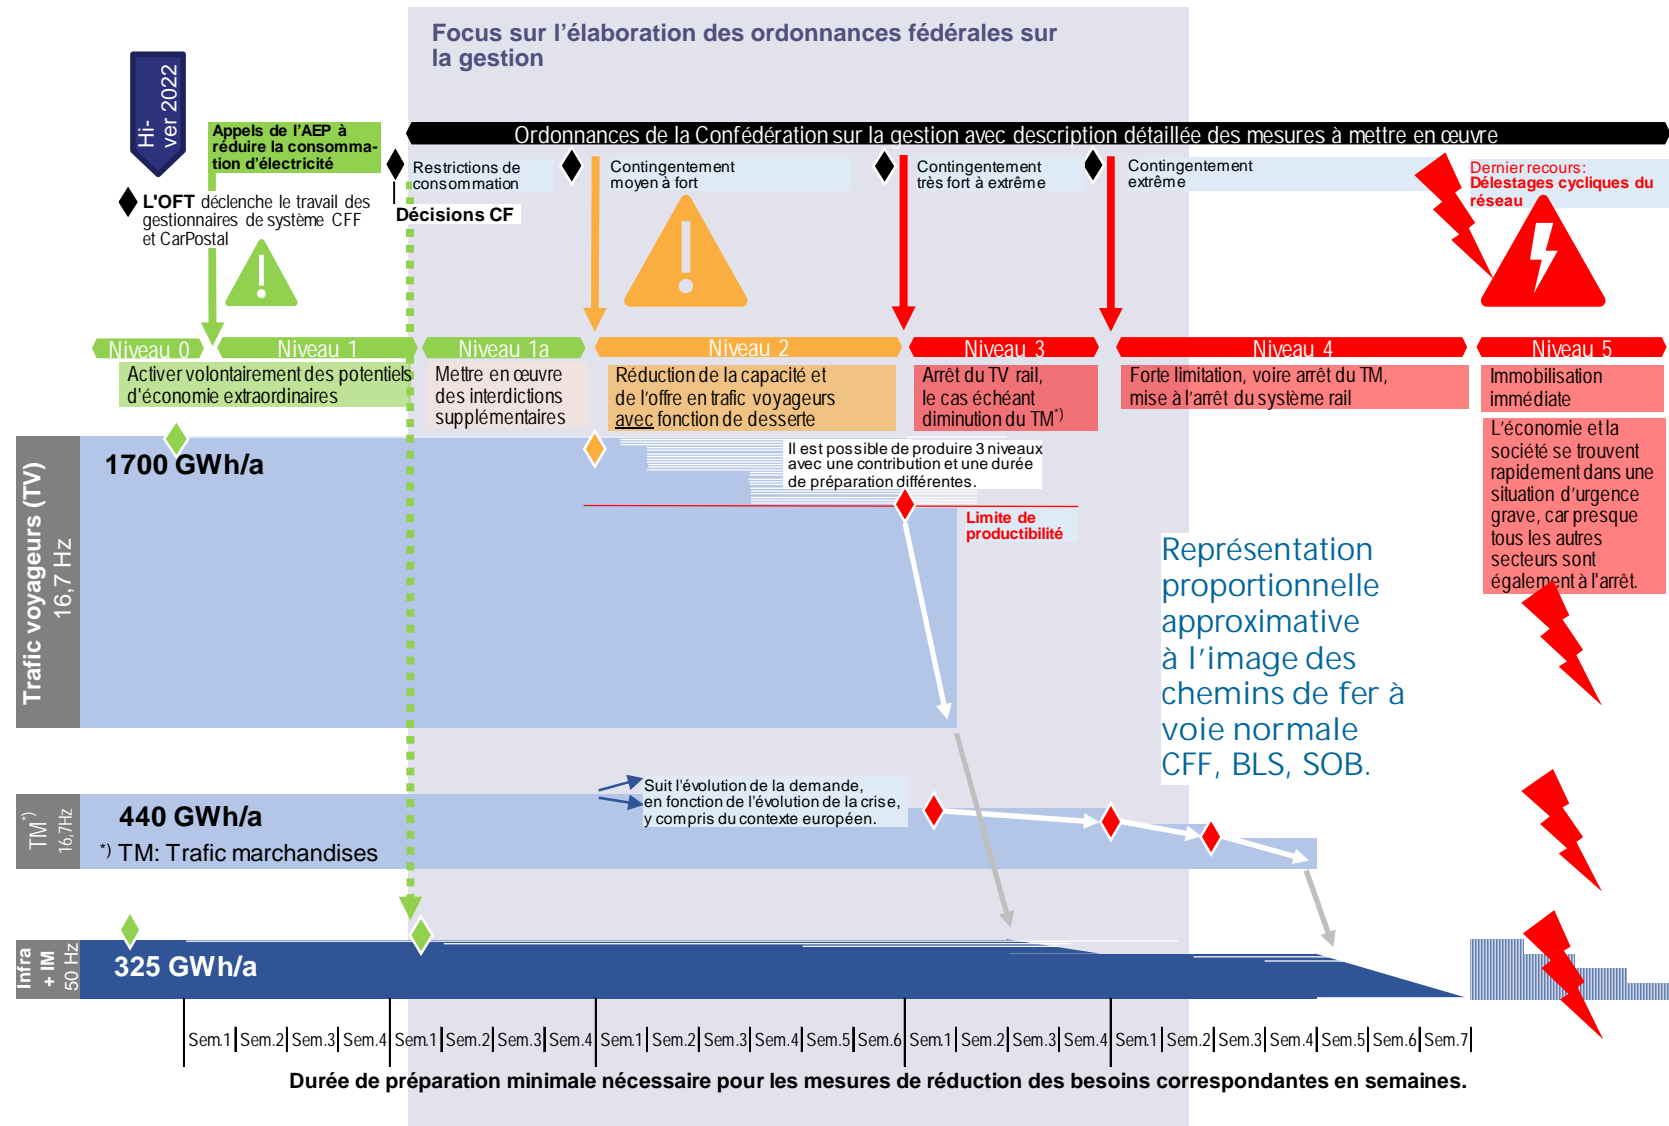 Focus sur l’élaboration des ordonnances fédérales sur
la gestion
Hi-
ver 2022
Appels de l’AEP à
réduire la consomma-
tion d’électricité
Ordonnances de la Confédération sur la gestion avec description détaillée des mesures à mettre en œuvre
Restrictions de
consommation
Contingentement
moyen à fort
Contingentement
très fort à extrême
Contingentement
extrême
Dernier recours:
Délestages cycliques du
réseau
L'OFT déclenche le travail des
gestionnaires de système CFF
et CarPostal
Décisions CF
Niveau 0
Niveau 1
Niveau 1a
Niveau 2
Niveau 3
Niveau 4
Niveau 5
Activer volontairement des potentiels
d'économie extraordinaires
Mettre en œuvre
des interdictions
supplémentaires
Réduction de la capacité et
de l'offre en trafic voyageurs
avec fonction de desserte
Arrêt du TV rail,
le cas échéant
diminution du TM*)
Forte limitation, voire arrêt du TM,
mise à l'arrêt du système rail
Immobilisation
immédiate
L'économie et la
société se trouvent
rapidement dans une
situation d'urgence
grave, car presque
tous les autres
secteurs sont
également à l'arrêt.
Trafic voyageurs (TV)
16,7 Hz
1700 GWh/a
Il est possible de produire 3 niveaux
avec une contribution et une durée
de préparation différentes.
Limite de
productibilité
Représentation
proportionnelle
approximative
à l'image des
chemins de fer à
voie normale
CFF, BLS, SOB.
TM*)
16,7Hz
440 GWh/a
*) TM: Trafic marchandises
Suit l'évolution de la demande,
en fonction de l'évolution de la crise,
y compris du contexte européen.
Infra
+ IM
50 Hz
325 GWh/a
Sem.1 Sem.2 Sem.3 Sem.4 Sem.1 Sem.2 Sem.3 Sem.4 Sem.1 Sem.2 Sem.3 Sem.4 Sem.5 Sem.6 Sem.1 Sem.2 Sem.3 Sem.4 Sem.1 Sem.2 Sem.3 Sem.4 Sem.5 Sem.6 Sem.7
Durée de préparation minimale nécessaire pour les mesures de réduction des besoins correspondantes en semaines.